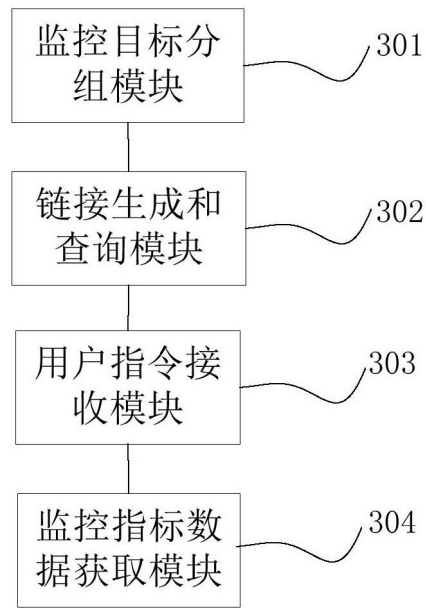 监控目标分
组模块
301
链接生成和
查询模块
302
用户指令接
收模块
303
监控指标数
据获取模块
304